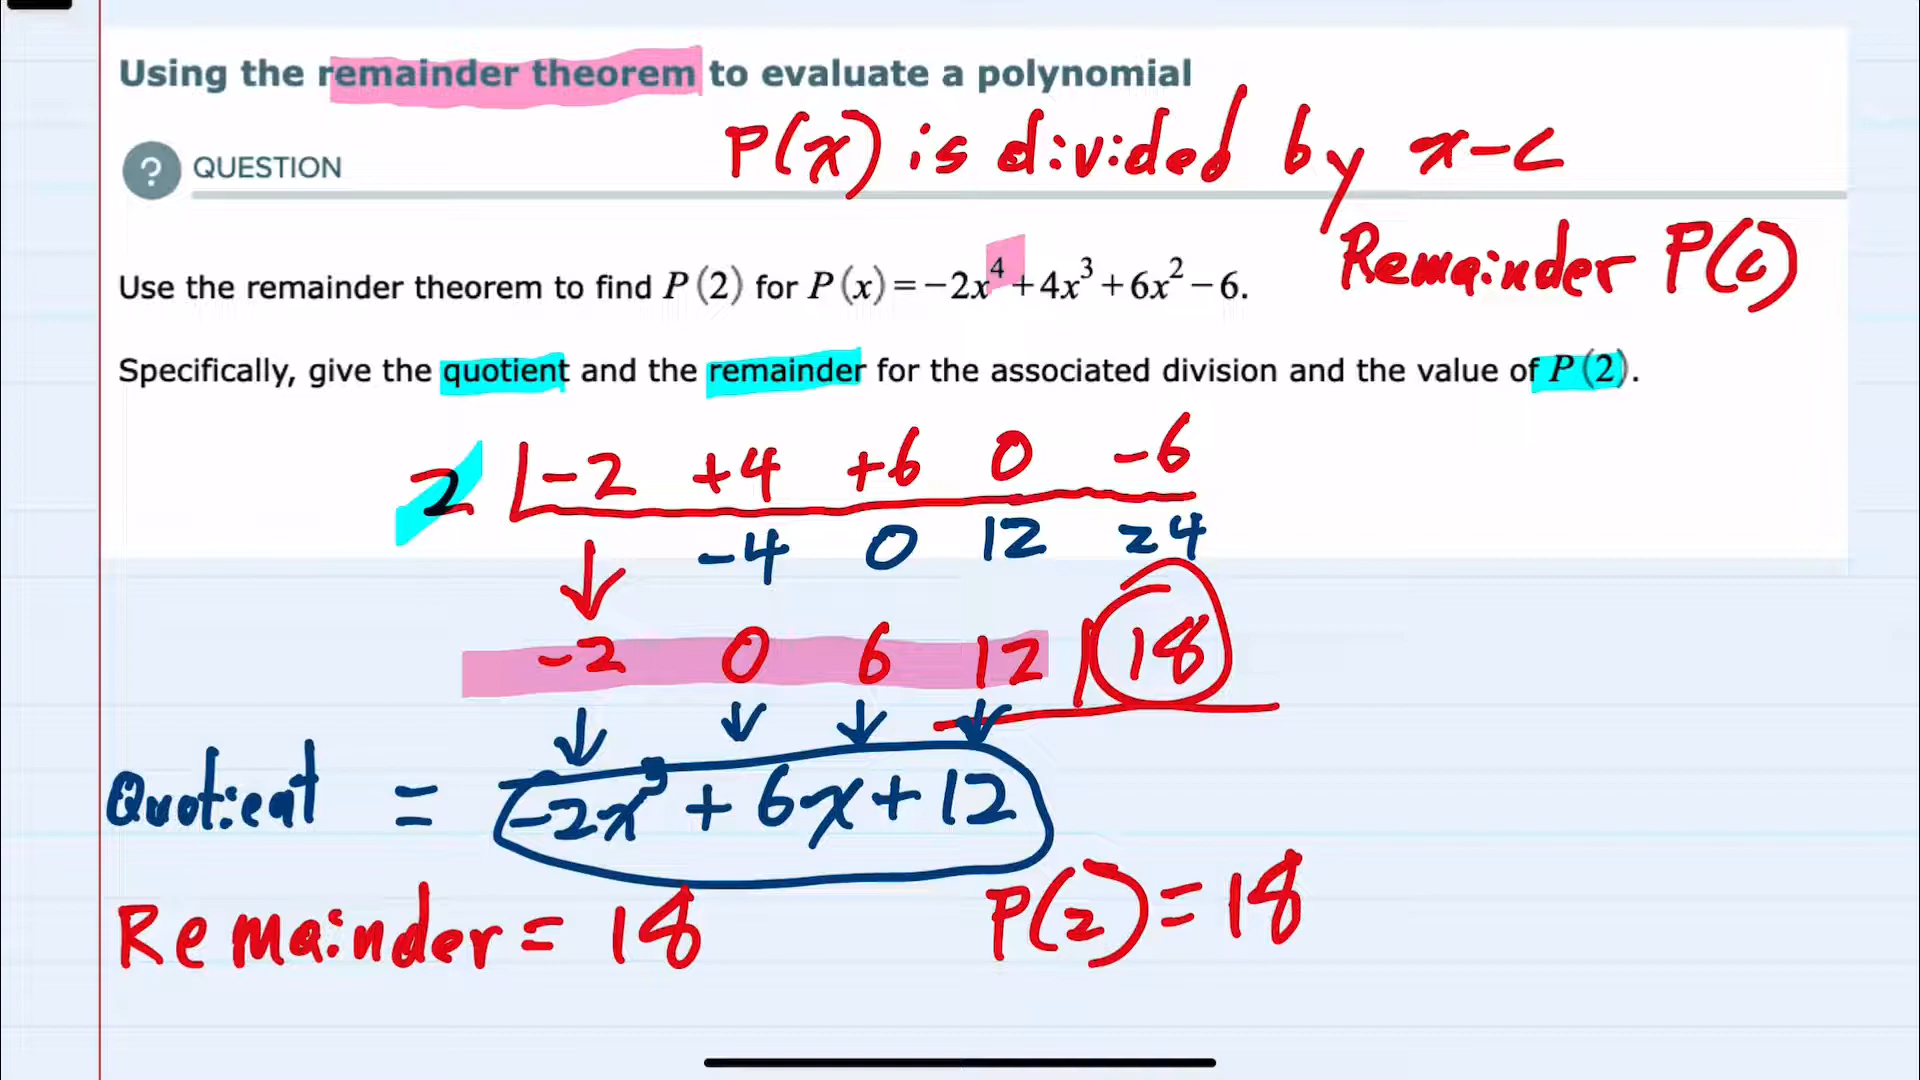 Using the remainder theorem to evaluate a polynomial
P(x) is divided by x-c
? QUESTION
Remainder P(c)
Use the remainder theorem to find P(2) for P(x)=−2x⁴+4x³+6x²−6.
Specifically, give the quotient and the remainder for the associated division and the value of P(2).
2 -2 +4 +6 0 -6
-4 0 12 24
-2 0 6 12 18
Quotient = -2x³ + 6x + 12
Remainder = 18 P(2) = 18